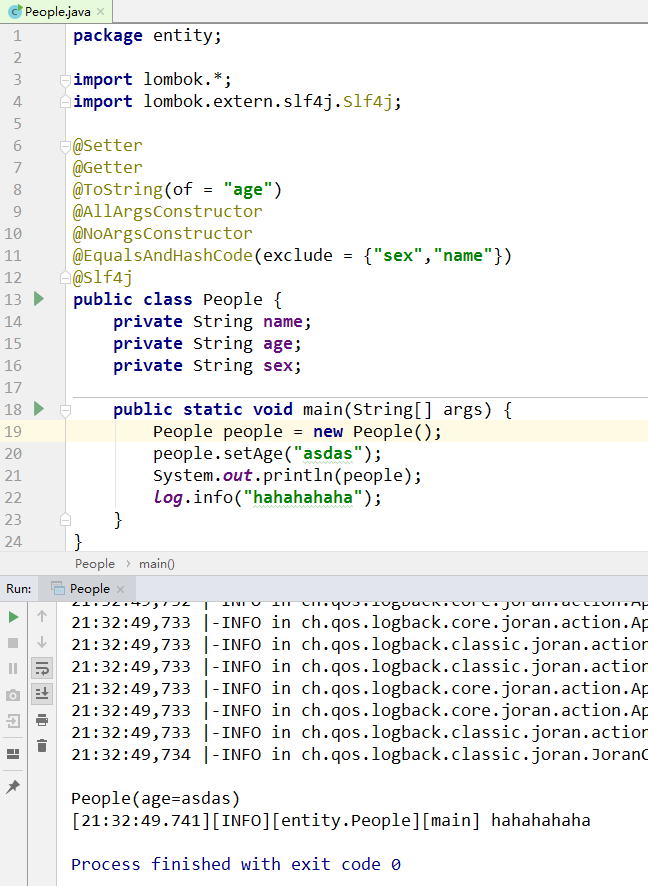 People.java
1 package entity;
2
3 import lombok.*;
4 import lombok.extern.slf4j.Slf4j;
5
6 @Setter
7 @Getter
8 @ToString(of = "age")
9 @AllArgsConstructor
10 @NoArgsConstructor
11 @EqualsAndHashCode(exclude = {"sex","name"})
12 @Slf4j
13 public class People {
14 private String name;
15 private String age;
16 private String sex;
17
18 public static void main(String[] args) {
19 People people = new People();
20 people.setAge("asdas");
21 System.out.println(people);
22 log.info("hahahahaha");
23 }
24 }
People › main()
Run: People
21:32:49,732 |-INFO in ch.qos.logback.core.joran.action.Ap
21:32:49,733 |-INFO in ch.qos.logback.core.joran.action.Ap
21:32:49,733 |-INFO in ch.qos.logback.classic.joran.action
21:32:49,733 |-INFO in ch.qos.logback.classic.joran.action
21:32:49,733 |-INFO in ch.qos.logback.core.joran.action.Ap
21:32:49,733 |-INFO in ch.qos.logback.core.joran.action.Ap
21:32:49,733 |-INFO in ch.qos.logback.classic.joran.action
21:32:49,734 |-INFO in ch.qos.logback.classic.joran.JoranC
People(age=asdas)
[21:32:49.741][INFO][entity.People][main] hahahahaha
Process finished with exit code 0